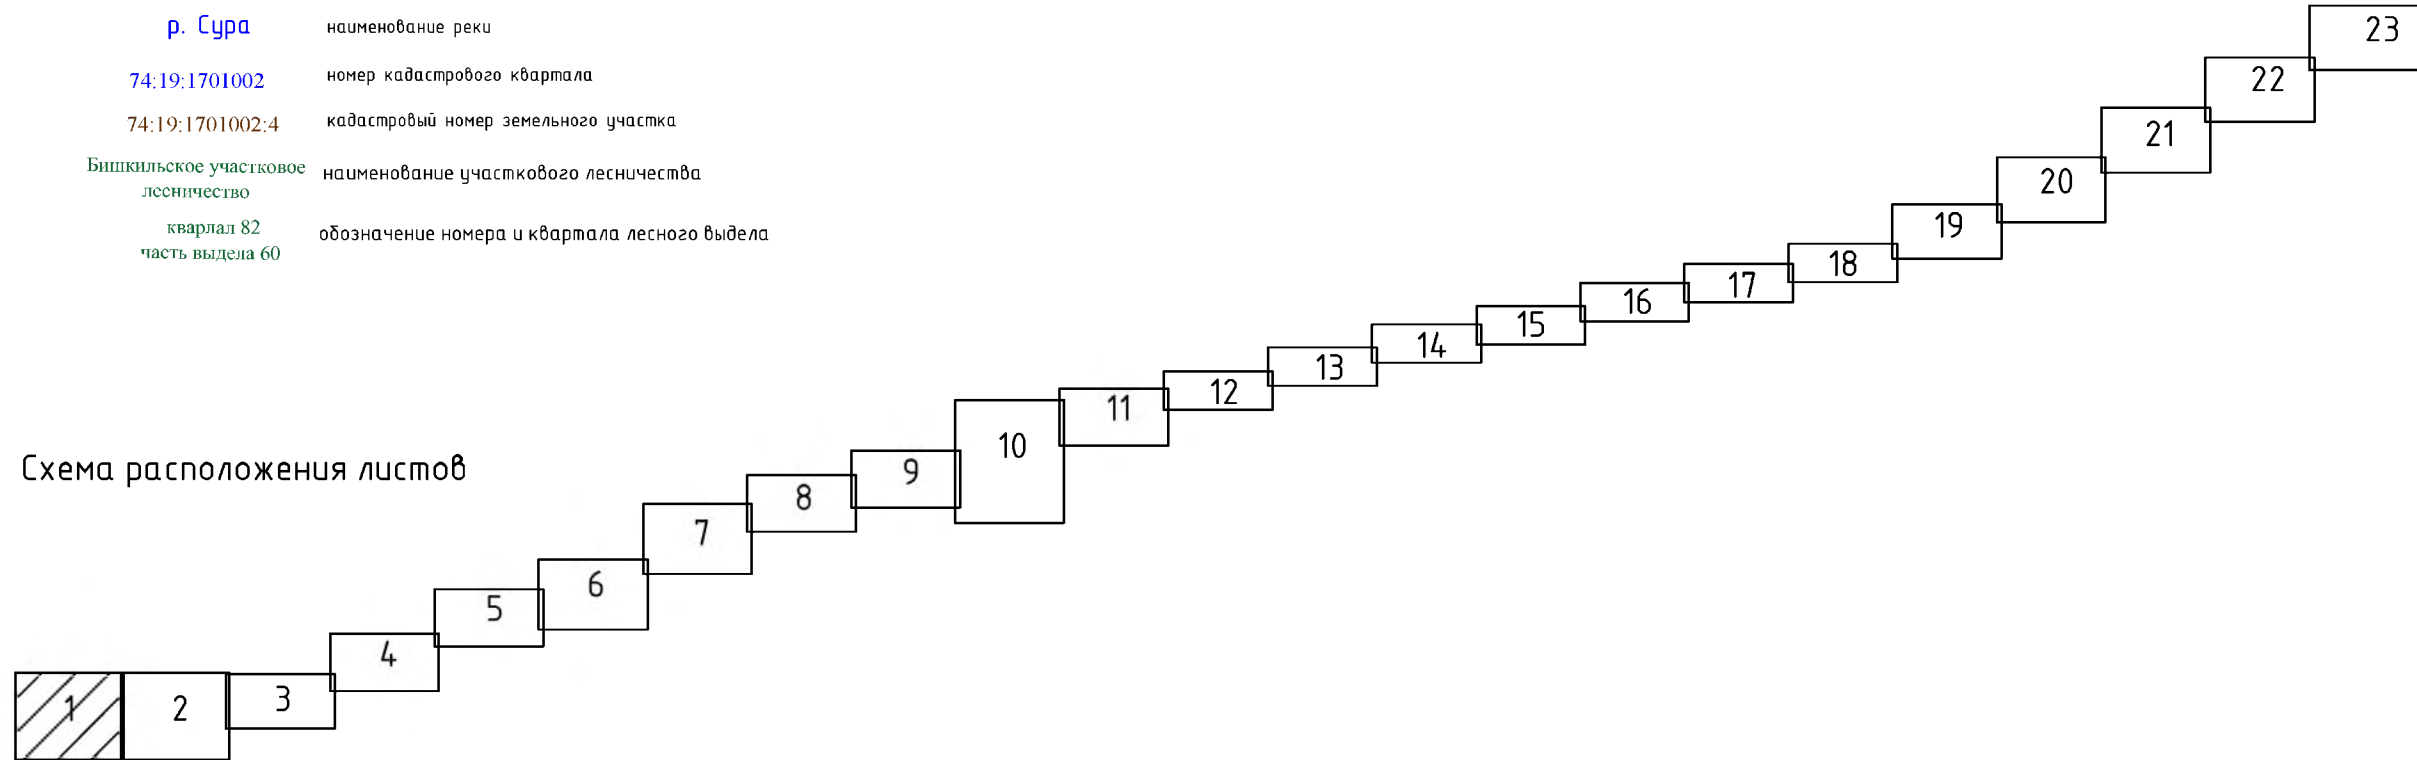 р. Сура
наименование реки
74:19:1701002
номер кадастрового квартала
74:19:1701002:4
кадастровый номер земельного участка
Бишкильское участковое
лесничество
наименование участкового лесничества
кварлал 82
часть выдела 60
обозначение номера и квартала лесного выдела
23
22
21
20
19
18
17
16
15
14
13
12
11
10
Схема расположения листов
9
8
7
6
5
4
3
2
1